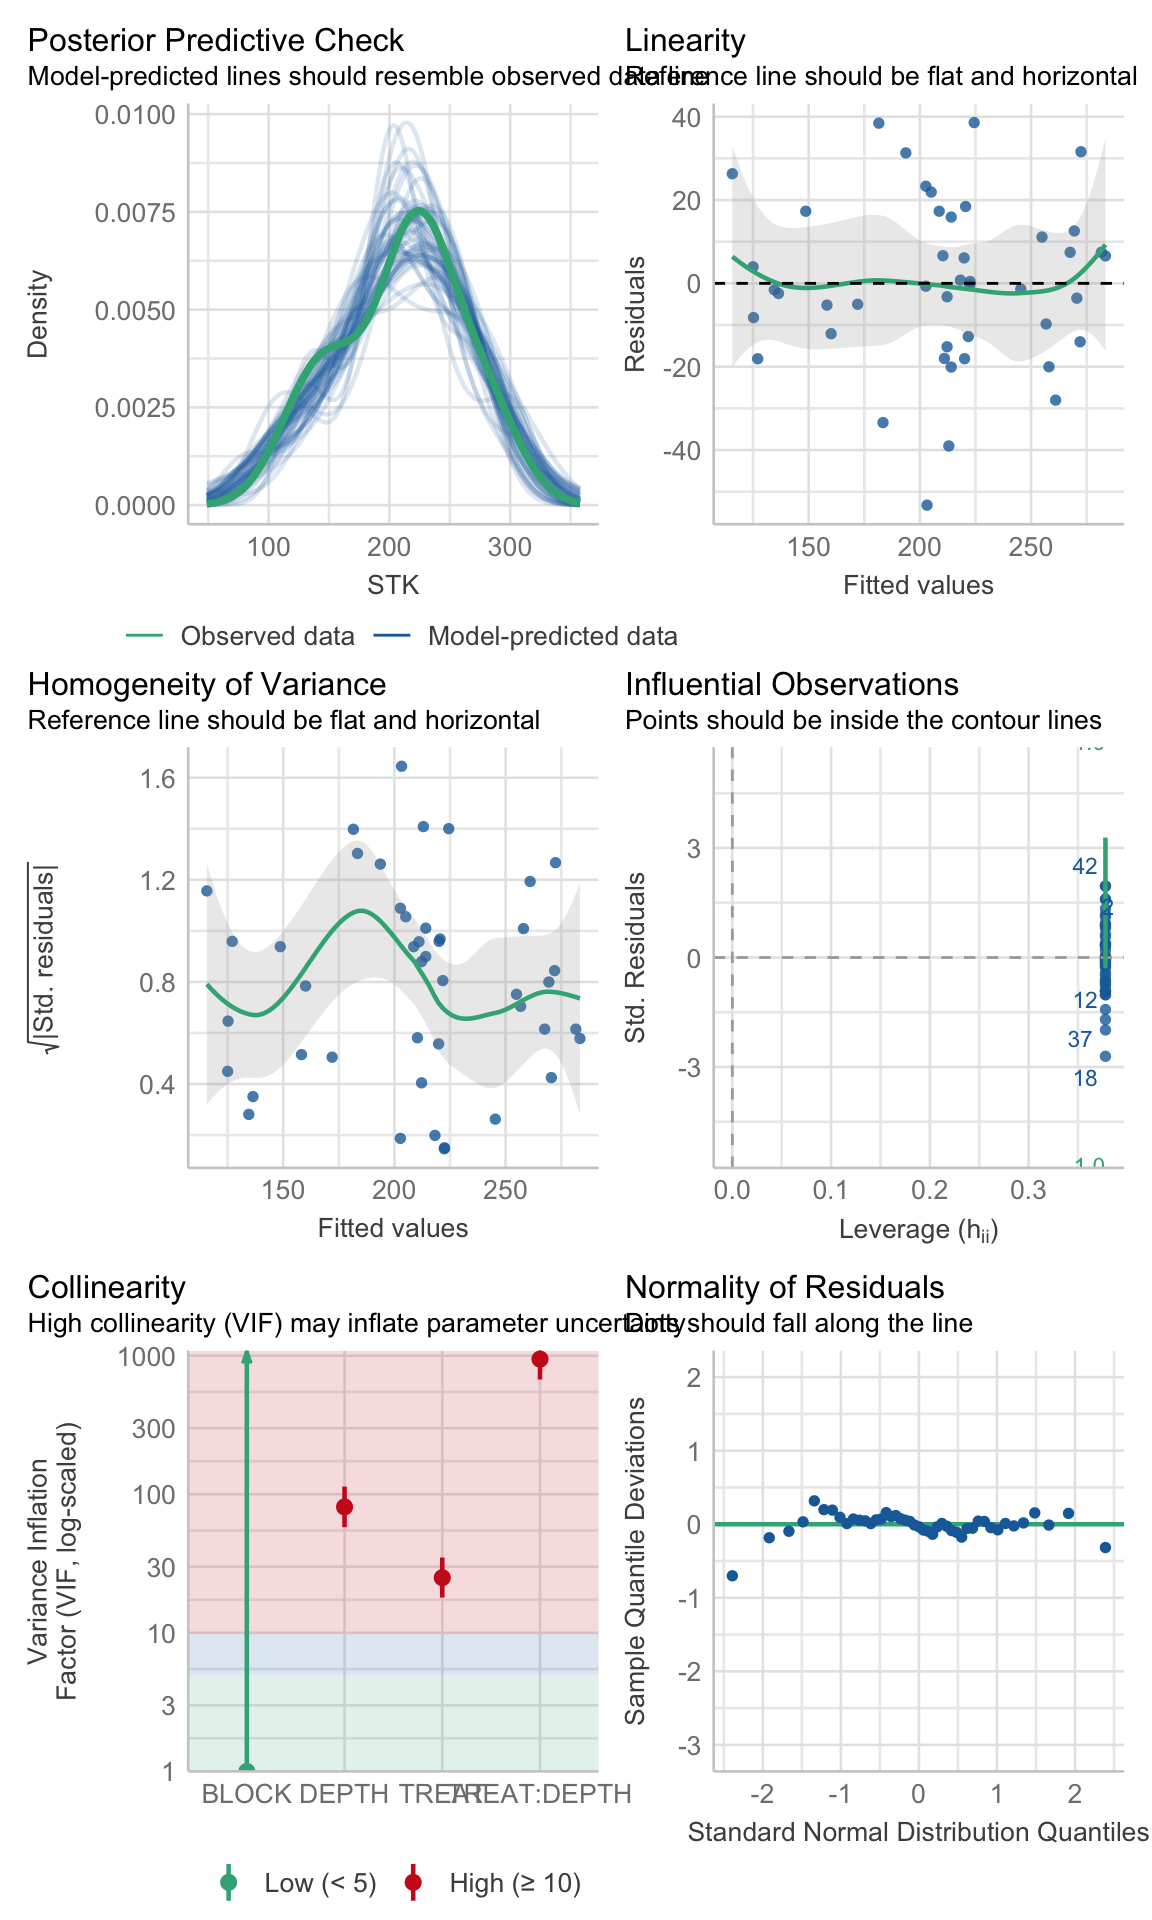 Posterior Predictive Check
Model-predicted lines should resemble observed data line
0.0100
0.0075
0.0050
0.0025
0.0000
Density
100 200 300
STK
Observed data Model-predicted data
Linearity
Reference line should be flat and horizontal
40
20
0
-20
-40
Residuals
150 200 250
Fitted values
Homogeneity of Variance
Reference line should be flat and horizontal
1.6
1.2
0.8
0.4
√|Std. residuals|
150 200 250
Fitted values
Influential Observations
Points should be inside the contour lines
3
0
-3
Std. Residuals
42
2
12
37
18
1.0
0.0 0.1 0.2 0.3
Leverage (hii)
Collinearity
High collinearity (VIF) may inflate parameter uncertainty
1000
300
100
30
10
3
1
Variance Inflation
Factor (VIF, log-scaled)
BLOCK DEPTH TREAT TREAT:DEPTH
Low (< 5) High (≥ 10)
Normality of Residuals
Dots should fall along the line
2
1
0
-1
-2
-3
Sample Quantile Deviations
-2 -1 0 1 2
Standard Normal Distribution Quantiles